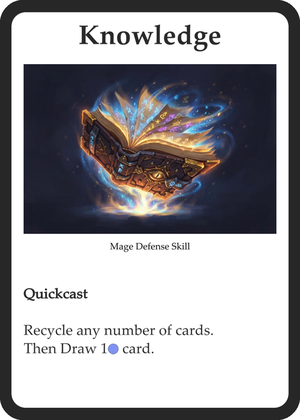 Knowledge
Mage Defense Skill
Quickcast
Recycle any number of cards.
Then Draw 1 card.